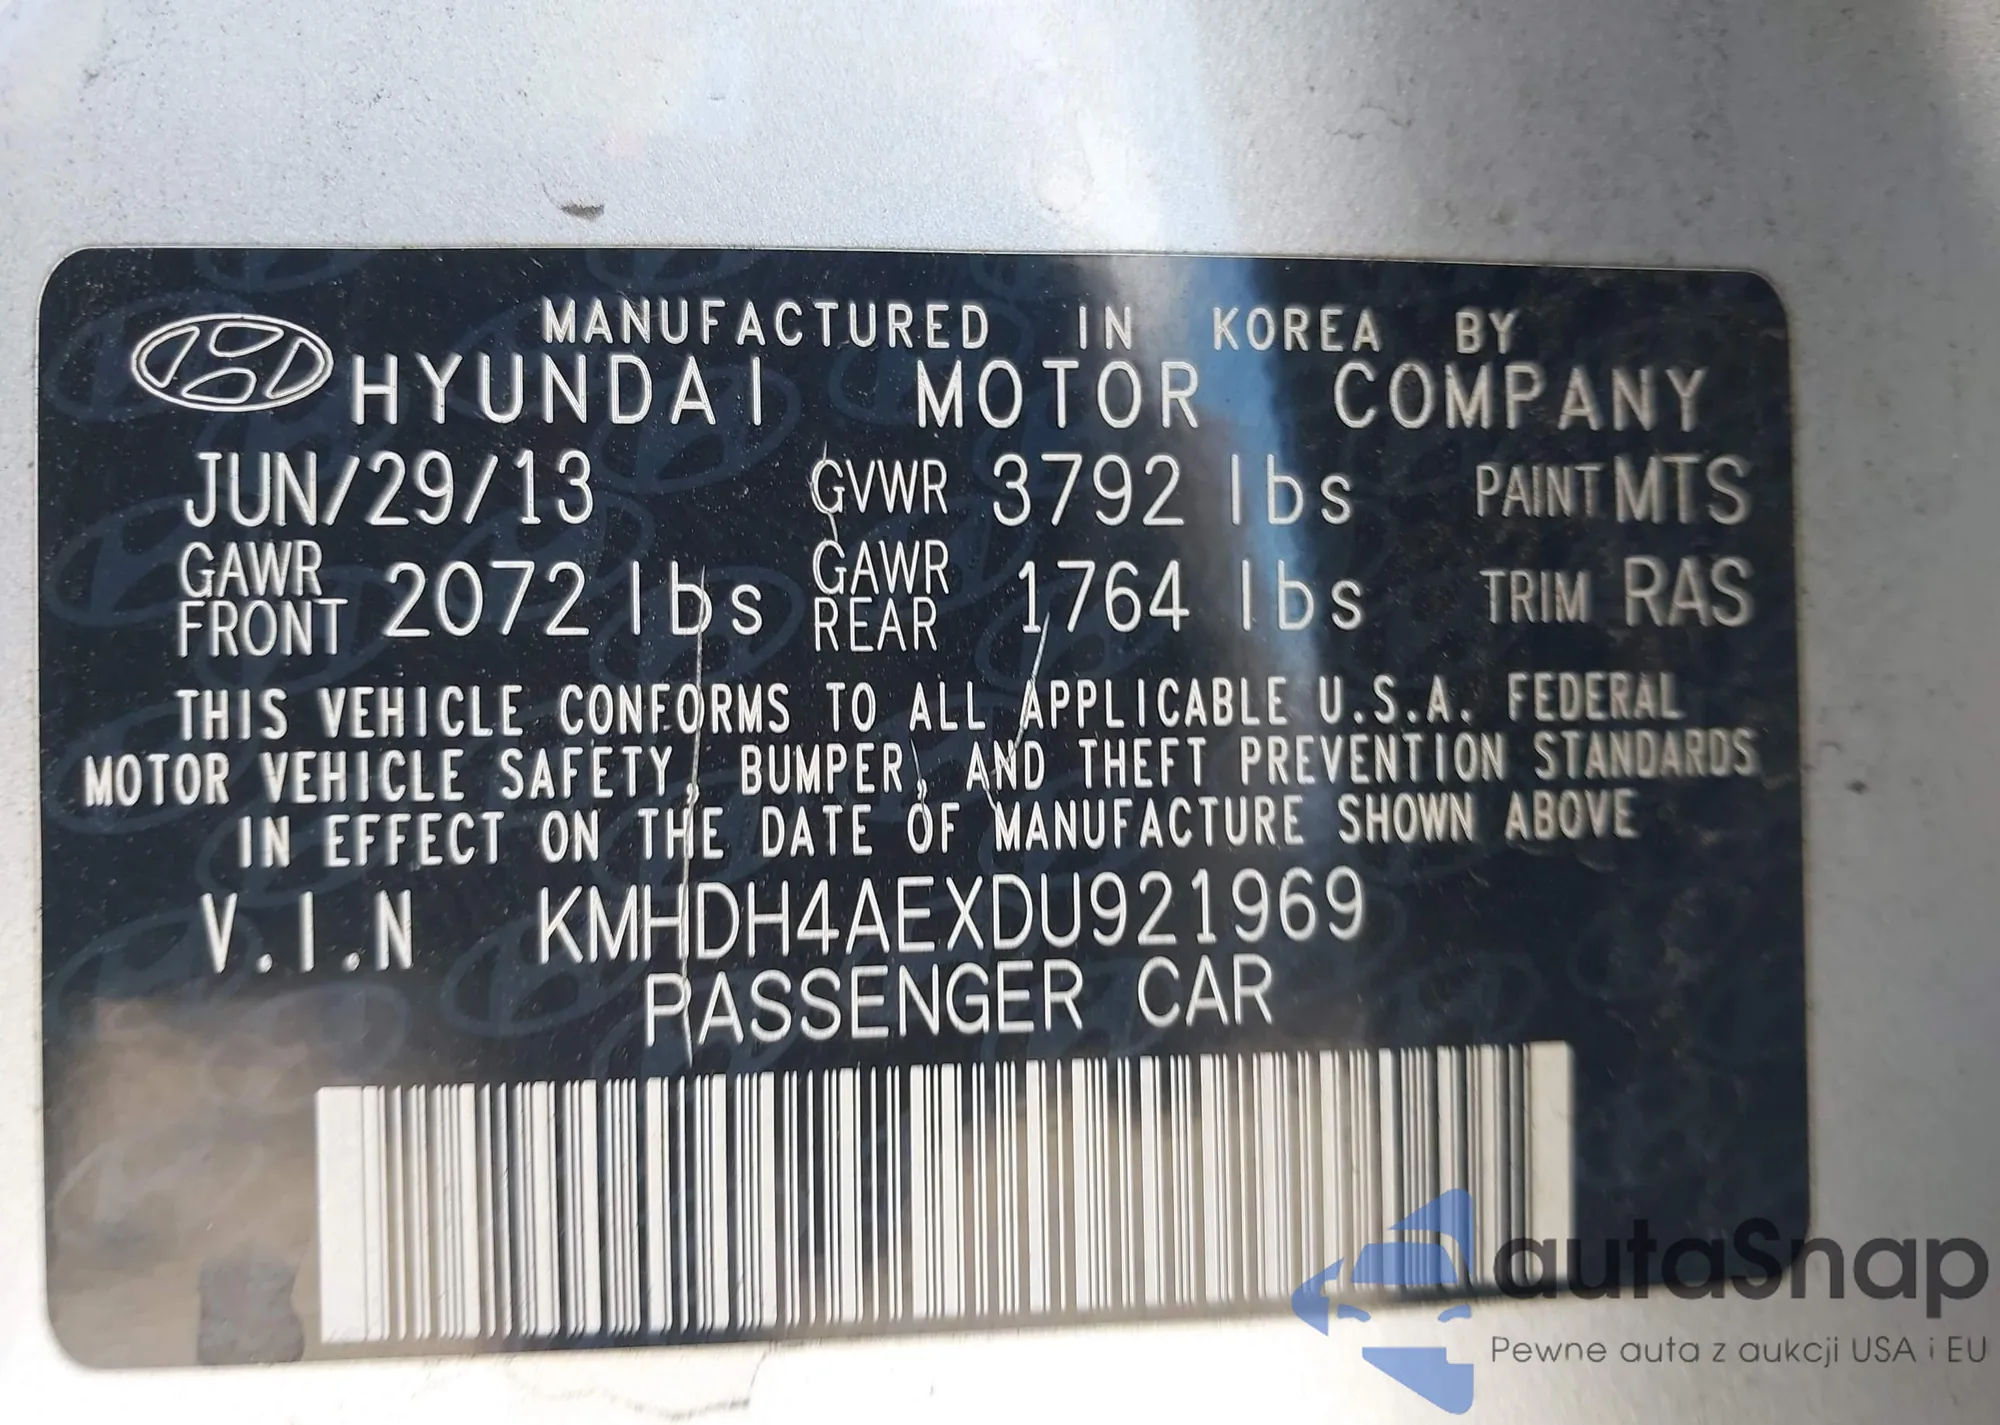 MANUFACTURED IN KOREA BY
HYUNDAI MOTOR COMPANY
JUN/29/13 GVWR 3792 lbs PAINT MTS
GAWR FRONT 2072 lbs GAWR REAR 1764 lbs TRIM RAS
THIS VEHICLE CONFORMS TO ALL APPLICABLE U.S.A. FEDERAL
MOTOR VEHICLE SAFETY, BUMPER, AND THEFT PREVENTION STANDARDS
IN EFFECT ON THE DATE OF MANUFACTURE SHOWN ABOVE
V.I.N KMHDH4AEXDU921969
PASSENGER CAR
autaSnap
Pewne auta z aukcji USA i EU